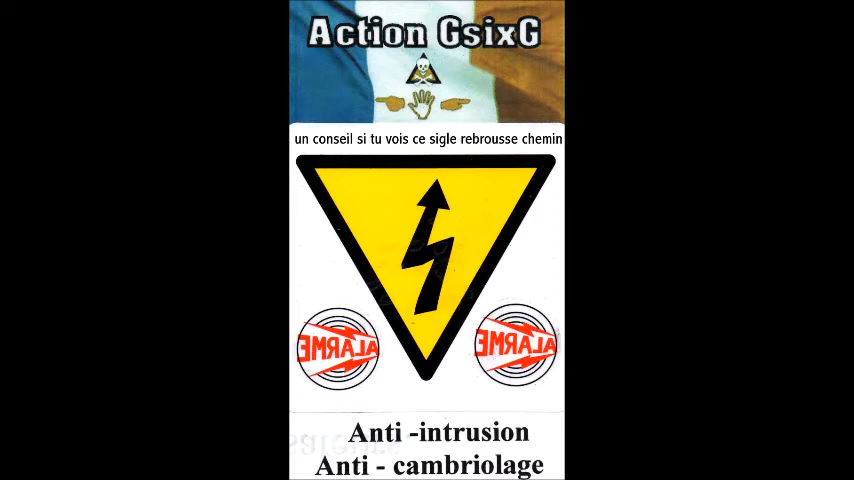 Action GsixG
un conseil si tu vois ce sigle rebrousse chemin
ALARME
ALARME
Anti -intrusion
Anti - cambriolage